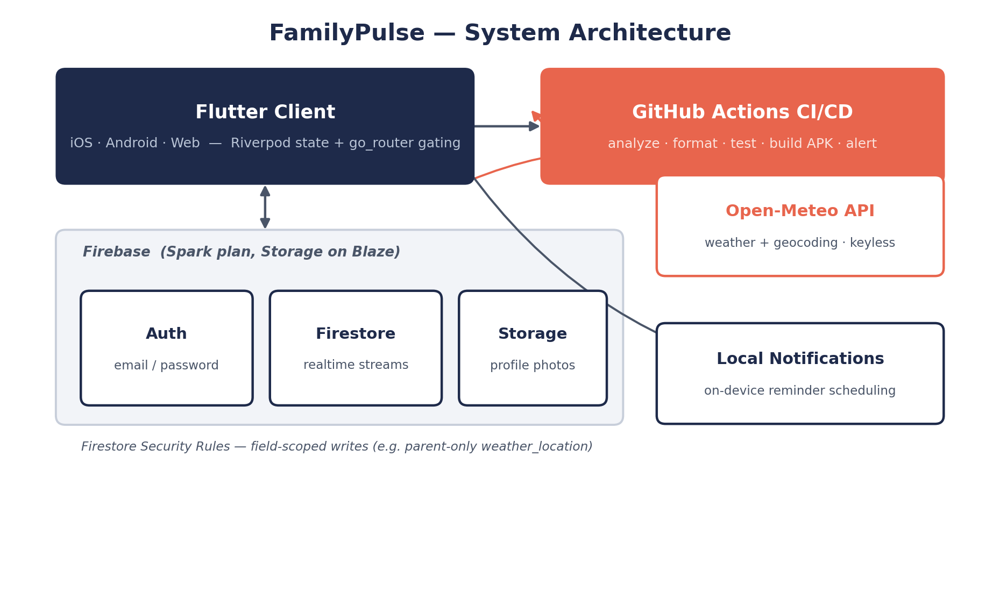 FamilyPulse — System Architecture
Flutter Client
iOS · Android · Web — Riverpod state + go_router gating
GitHub Actions CI/CD
analyze · format · test · build APK · alert
Open-Meteo API
weather + geocoding · keyless
Firebase (Spark plan, Storage on Blaze)
Auth
email / password
Firestore
realtime streams
Storage
profile photos
Local Notifications
on-device reminder scheduling
Firestore Security Rules — field-scoped writes (e.g. parent-only weather_location)